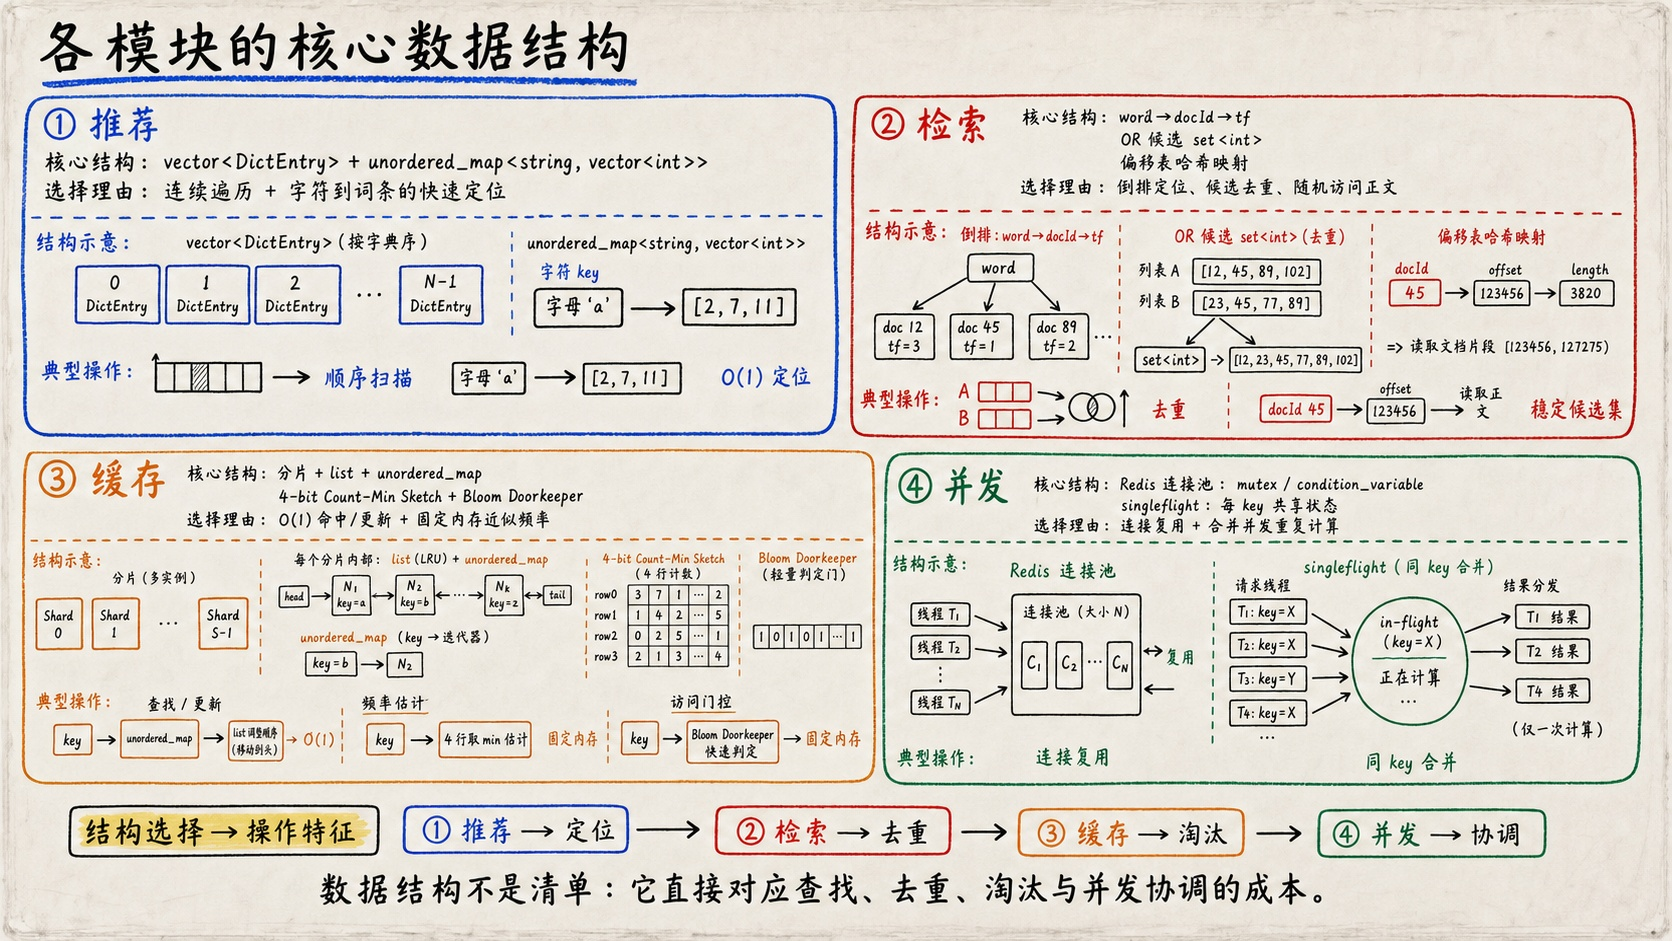 各模块的核心数据结构
① 推荐
核心结构: vector<DictEntry> + unordered_map<string, vector<int>>
选择理由: 连续遍历 + 字符到词条的快速定位
结构示意:
vector<DictEntry> (按字典序)
0 DictEntry
1 DictEntry
2 DictEntry
...
N-1 DictEntry
unordered_map<string, vector<int>>
字符 key
字母 'a' → [2, 7, 11]
典型操作:
→ 顺序扫描
字母 'a' → [2, 7, 11]
O(1) 定位
② 检索
核心结构: word→docId→tf
OR 候选 set<int>
偏移表哈希映射
选择理由: 倒排定位、候选去重、随机访问正文
结构示意:
倒排: word→docId→tf
word
doc 12 tf=3
doc 45 tf=1
doc 89 tf=2
...
OR 候选 set<int> (去重)
列表 A [12, 45, 89, 102]
列表 B [23, 45, 77, 89]
set<int> → [12, 23, 45, 77, 89, 102]
偏移表哈希映射
docId offset length
45 → 123456 → 3820
=> 读取文档片段 [123456, 127275)
典型操作:
A
B
去重
offset
docId 45 → 123456 → 读取正文
稳定候选集
③ 缓存
核心结构: 分片 + list + unordered_map
4-bit Count-Min Sketch + Bloom Doorkeeper
选择理由: O(1) 命中/更新 + 固定内存近似频率
结构示意:
分片 (多实例)
Shard 0
Shard 1
...
Shard S-1
每个分片内部: list (LRU) + unordered_map
head
N₁ key=a
N₂ key=b
...
Nₖ key=z
tail
unordered_map (key → 迭代器)
key=b → N₂
4-bit Count-Min Sketch
(4 行计数)
row0 3 7 1 ... 2
row1 1 4 2 ... 5
row2 0 2 5 ... 1
row3 2 1 3 ... 4
Bloom Doorkeeper
(轻量判定门)
1 0 1 0 1 ... 1
典型操作:
查找 / 更新
key → unordered_map → list 调整顺序 (移动到头) → O(1)
频率估计
key → 4 行取 min 估计
固定内存
访问门控
key → Bloom Doorkeeper 快速判定 → 固定内存
④ 并发
核心结构: Redis 连接池: mutex / condition_variable
singleflight: 每 key 共享状态
选择理由: 连接复用 + 合并并发重复计算
结构示意:
Redis 连接池
线程 T₁
线程 T₂
⋮
线程 T_N
连接池 (大小 N)
C₁ C₂ ... C_N
复用
singleflight (同 key 合并)
请求线程
T₁: key=X
T₂: key=X
T₃: key=Y
T₄: key=X
...
in-flight
(key=X)
正在计算
...
结果分发
T1 结果
T2 结果
T4 结果
(仅一次计算)
典型操作:
连接复用
同 key 合并
结构选择→操作特征
① 推荐 → 定位 → ② 检索 → 去重 → ③ 缓存 → 淘汰 → ④ 并发 → 协调
数据结构不是清单: 它直接对应查找、去重、淘汰与并发协调的成本。